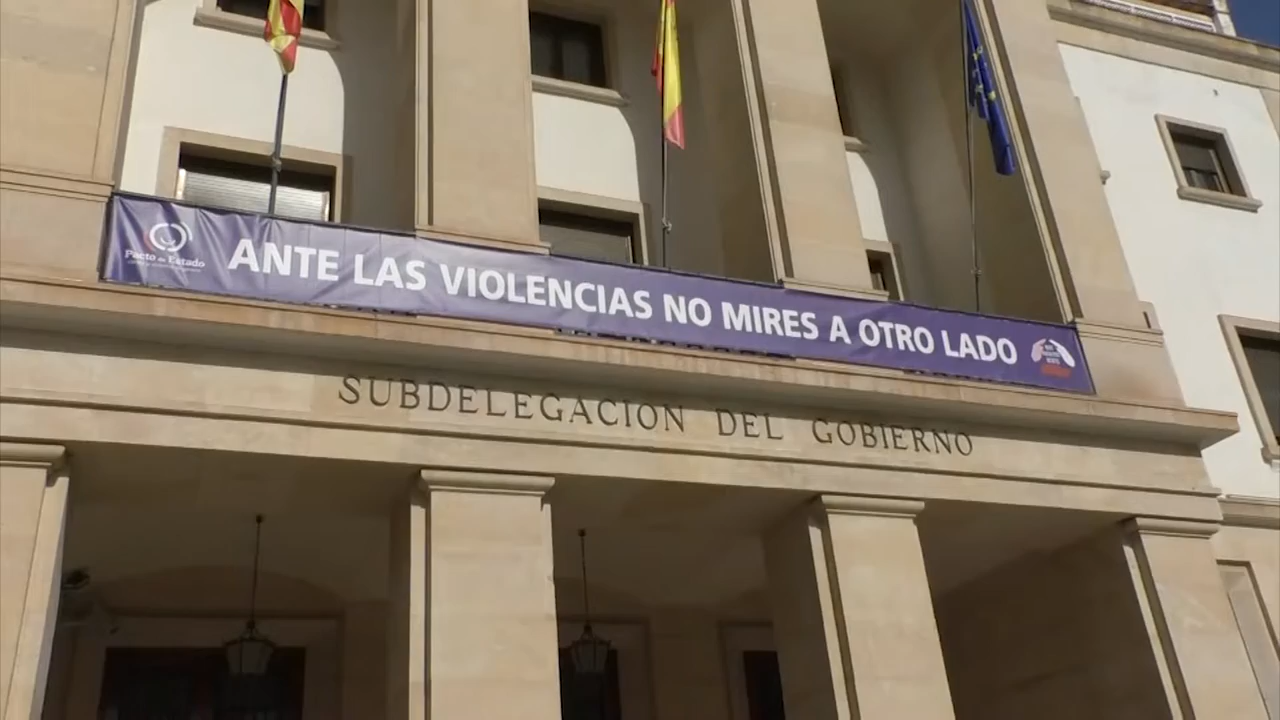 Pacto de Estado
ANTE LAS VIOLENCIAS NO MIRES A OTRO LADO
SUBDELEGACION DEL GOBIERNO